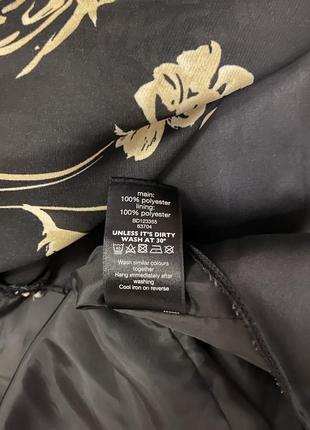 main:
100% polyester
lining:
100% polyester
BD123355
63704
UNLESS IT'S DIRTY
WASH AT 30°
Wash similar colours
together
Hang immediately after
washing
Cool iron on reverse